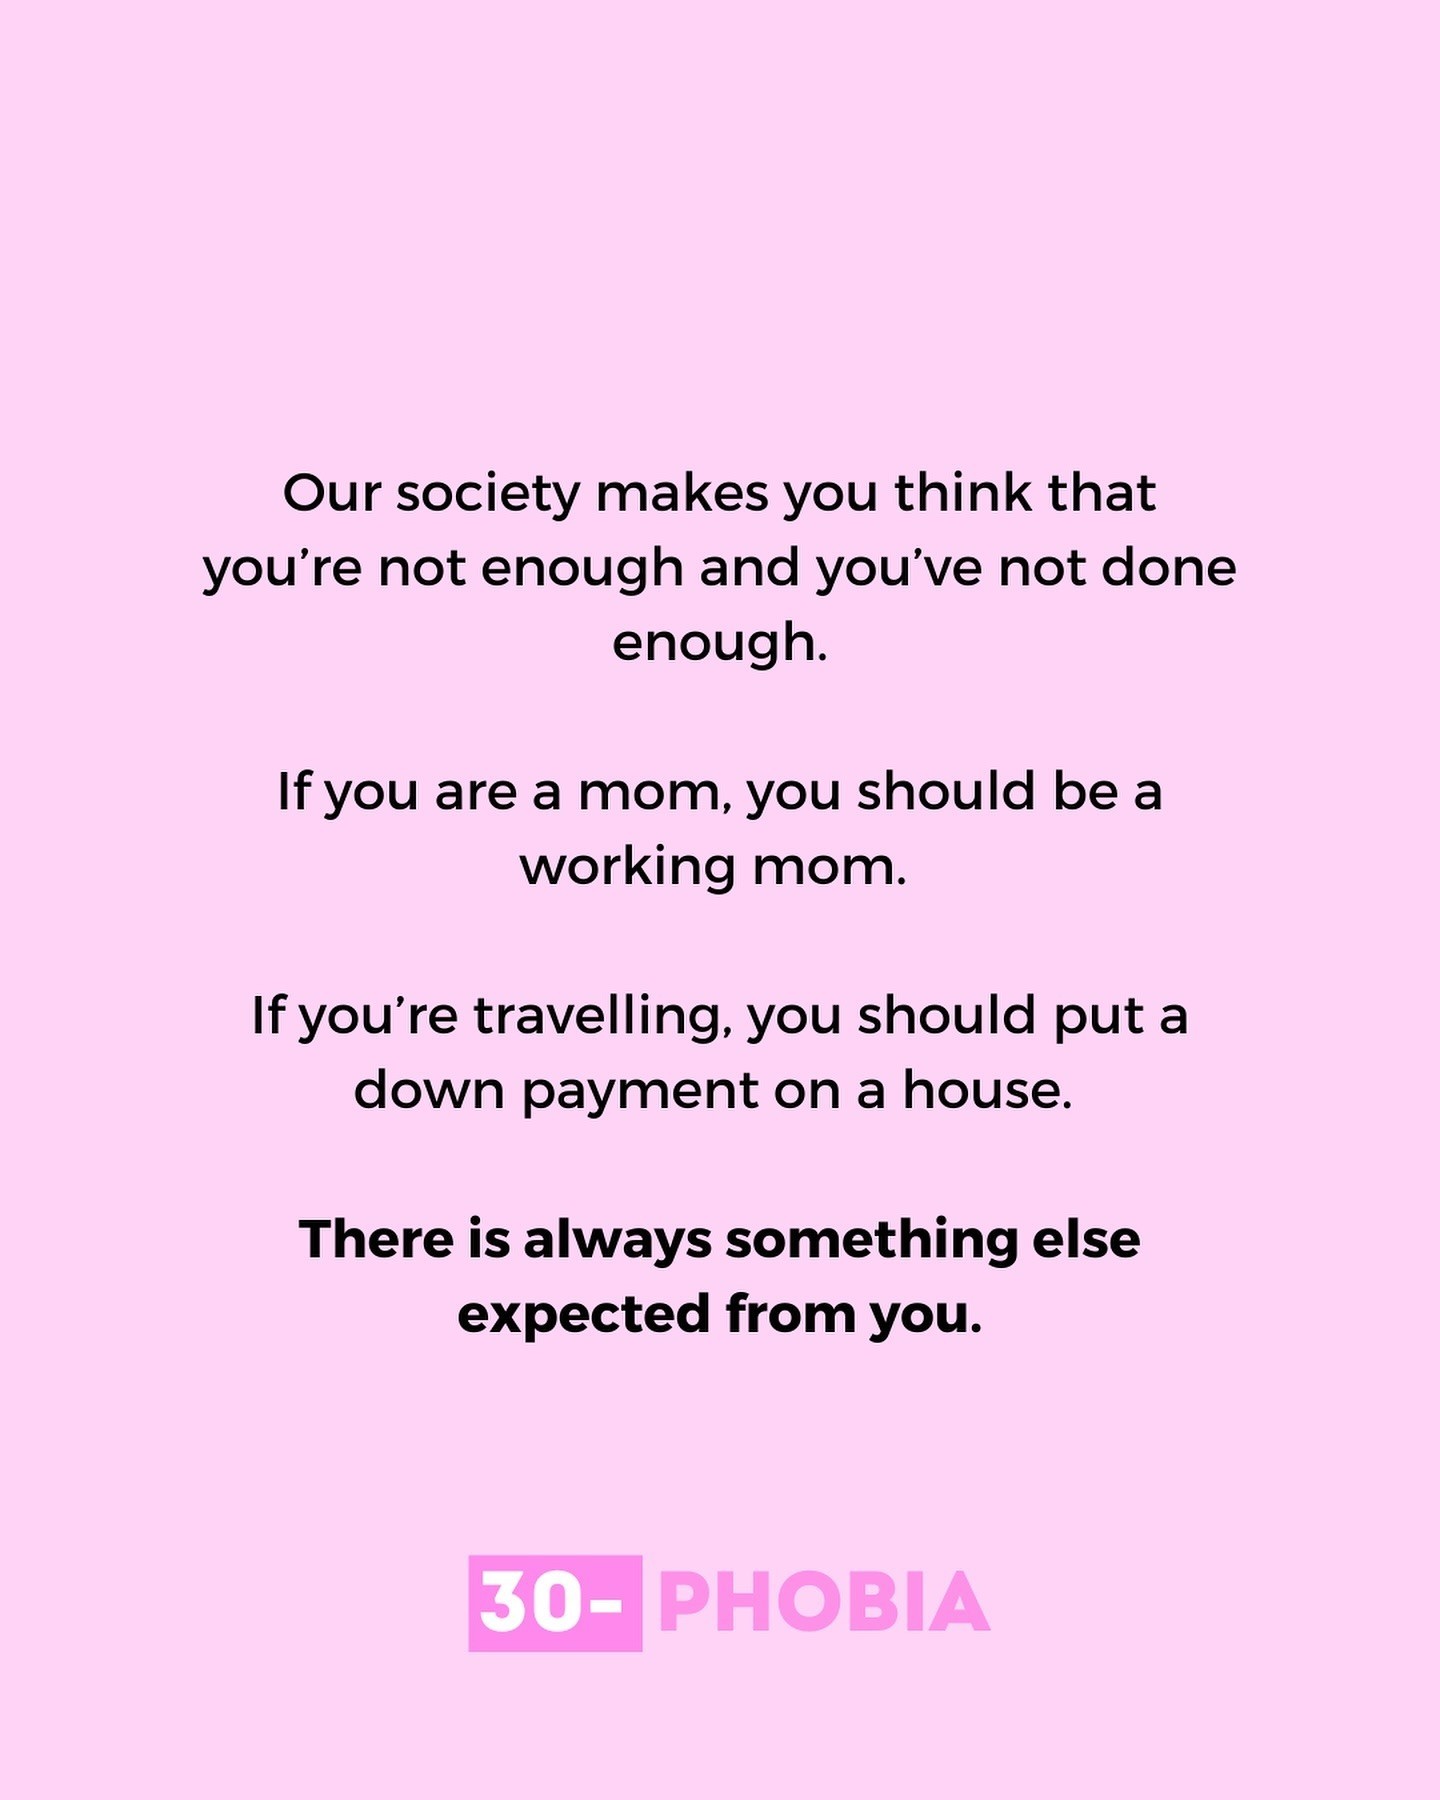 Our society makes you think that
you’re not enough and you’ve not done
enough.
If you are a mom, you should be a
working mom.
If you’re travelling, you should put a
down payment on a house.
There is always something else
expected from you.
30- PHOBIA